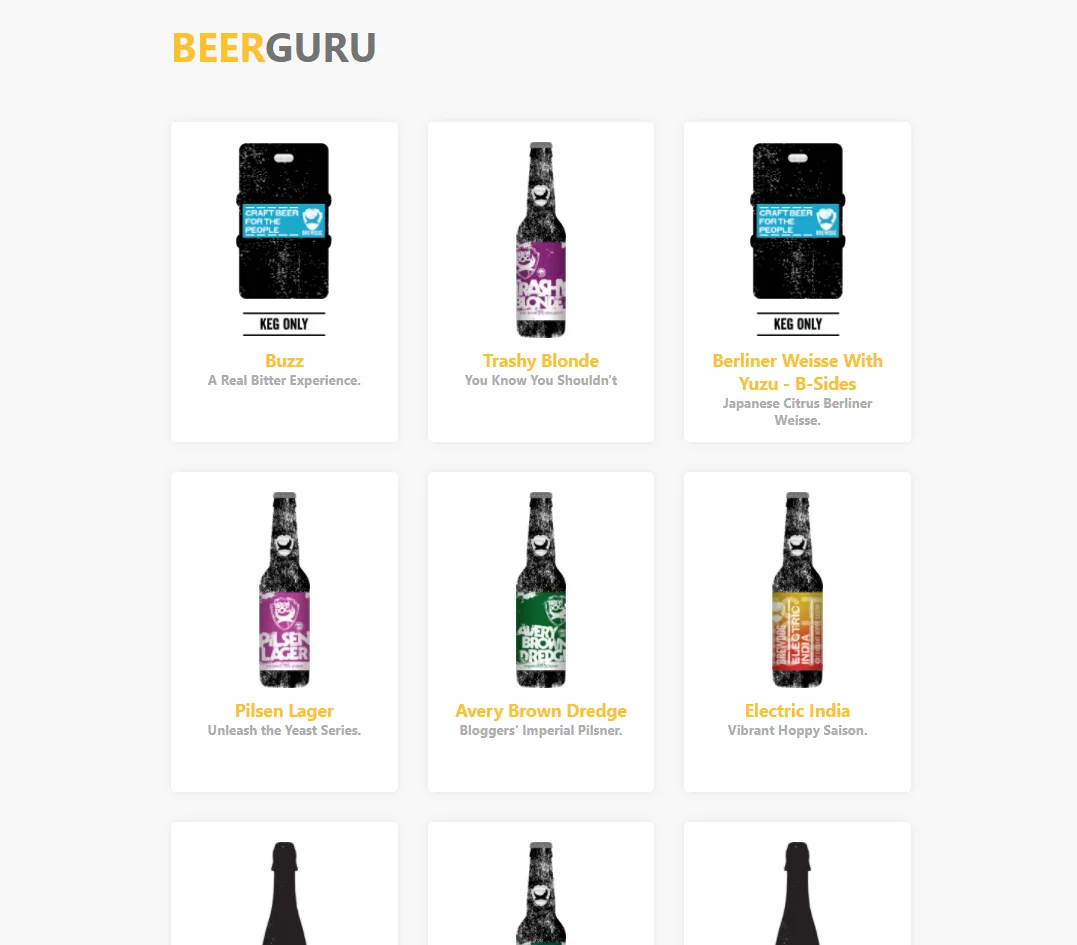 BEERGURU
CRAFT BEER
FOR THE
PEOPLE
BREWDOG
KEG ONLY
Buzz
A Real Bitter Experience.
TRASHY
BLONDE
Trashy Blonde
You Know You Shouldn't
CRAFT BEER
FOR THE
PEOPLE
BREWDOG
KEG ONLY
Berliner Weisse With
Yuzu - B-Sides
Japanese Citrus Berliner
Weisse.
PILSEN
LAGER
Pilsen Lager
Unleash the Yeast Series.
AVERY
BROWN
DREDGE
Avery Brown Dredge
Bloggers' Imperial Pilsner.
BREWDOG
ELECTRIC
INDIA
Electric India
Vibrant Hoppy Saison.